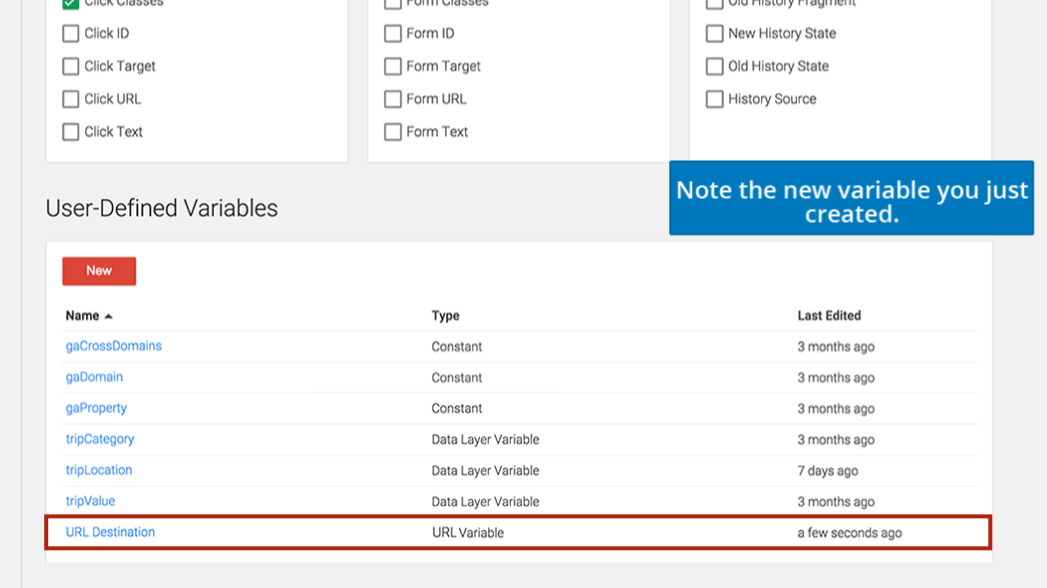 Click Classes
Form Classes
Old History Fragment
Click ID
Form ID
New History State
Click Target
Form Target
Old History State
Click URL
Form URL
History Source
Click Text
Form Text
Note the new variable you just
created.
User-Defined Variables
New
Name Type Last Edited
gaCrossDomains Constant 3 months ago
gaDomain Constant 3 months ago
gaProperty Constant 3 months ago
tripCategory Data Layer Variable 3 months ago
tripLocation Data Layer Variable 7 days ago
tripValue Data Layer Variable 3 months ago
URL Destination URL Variable a few seconds ago